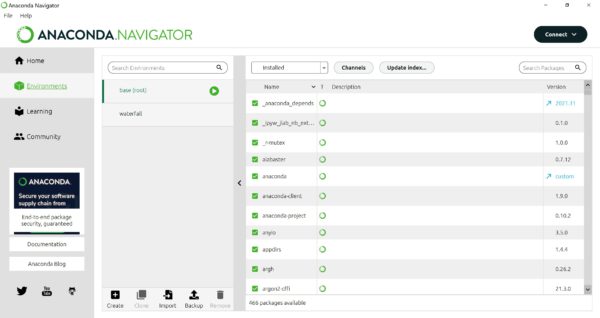 Anaconda Navigator
File Help
ANACONDA.NAVIGATOR
Connect
Home
Environments
Learning
Community
ANACONDA.
Secure your software
supply chain from
End-to-end package
security, guaranteed
Documentation
Anaconda Blog
Search Environments
base (root)
waterfall
Create
Clone
Import
Backup
Remove
Installed
Channels
Update index...
Search Packages
Name T Description Version
_anaconda_depends 2021.11
_ipyw_jlab_nb_ext... 0.1.0
_mutex 1.0.0
alabaster 0.7.12
anaconda custom
anaconda-client 1.9.0
anaconda-project 0.10.2
anyio 3.5.0
appdirs 1.4.4
argh 0.26.2
argon2-cffi 21.3.0
466 packages available